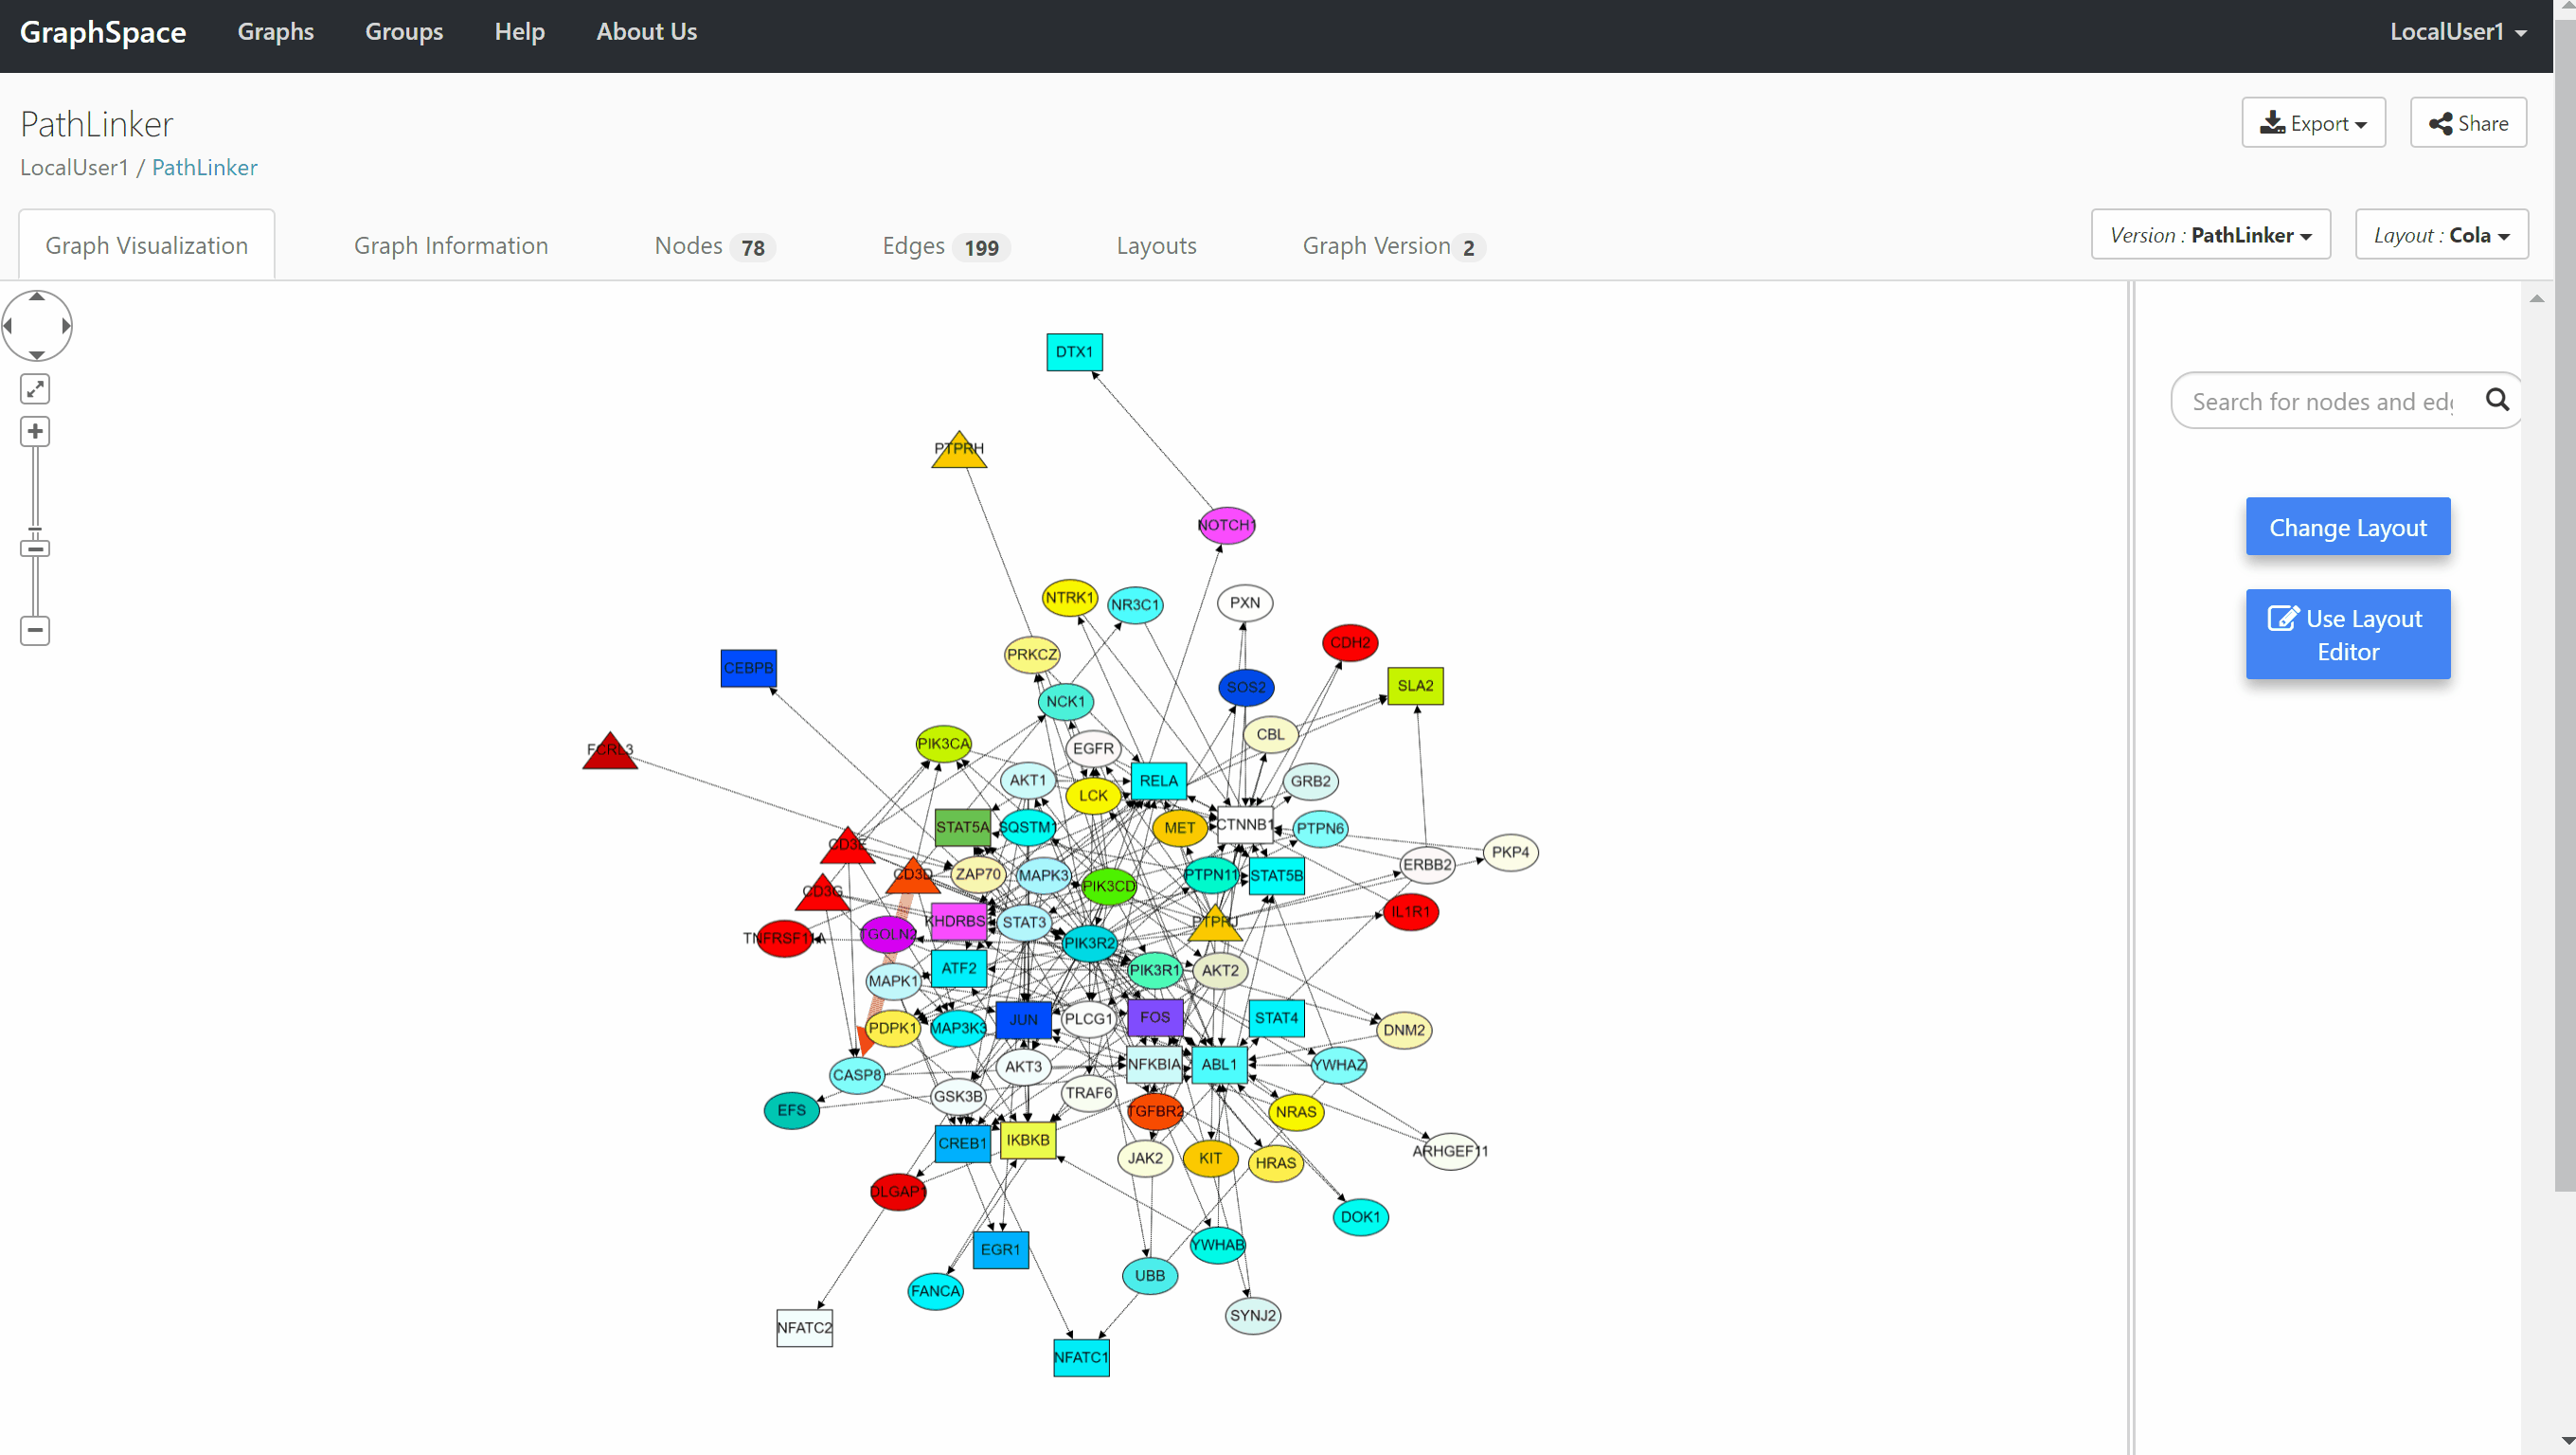 GraphSpace Graphs Groups Help About Us LocalUser1
PathLinker
Export Share
LocalUser1 / PathLinker
Graph Visualization Graph Information Nodes 78 Edges 199 Layouts Graph Version 2 Version : PathLinker Layout : Cola
DTX1
Search for nodes and ed
PTPRH
NOTCH1
Change Layout
NTRK1 NR3C1 PXN
Use Layout
Editor
CDH2
PRKCZ
CEBPB
SOS2 SLA2
NCK1
CBL
PIK3CA EGFR
FCRL3
AKT1 RELA GRB2
LCK
STAT5A SQSTM1 MET CTNNB1 PTPN6
CD3E PKP4
ERBB2
CD3D ZAP70 MAPK3 PTPN11 STAT5B
PIK3CD
CD3G
IL1R1
KHDRBS STAT3 PTPRJ
TNFRSF11A TGOLN2
PIK3R2
ATF2 PIK3R1 AKT2
MAPK1
JUN PLCG1 FOS STAT4
PDPK1 MAP3K3 DNM2
NFKBIA ABL1 YWHAZ
CASP8 AKT3
GSK3B TRAF6
EFS TGFBR2 NRAS
CREB1 IKBKB
ARHGEF11
JAK2 KIT HRAS
DLGAP1
DOK1
YWHAB
EGR1
UBB
FANCA
SYNJ2
NFATC2
NFATC1